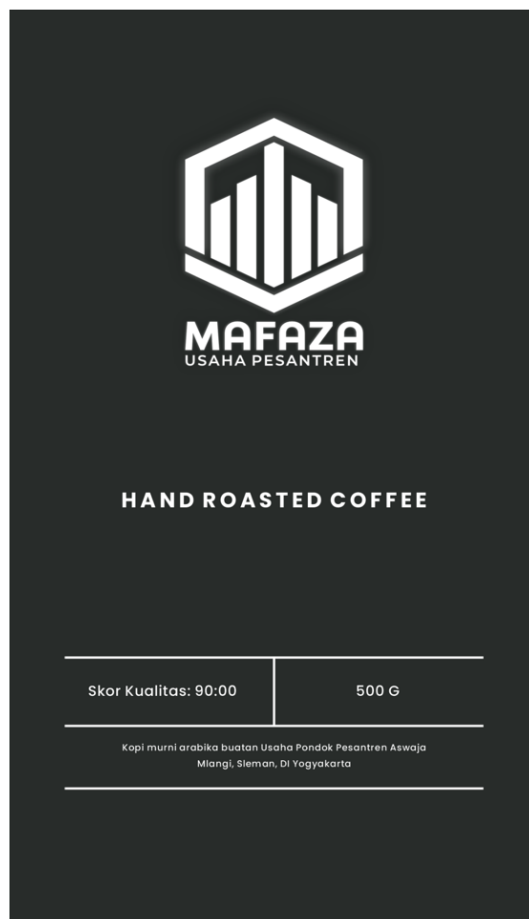 MAFAZA
USAHA PESANTREN
HAND ROASTED COFFEE
Skor Kualitas: 90:00
500 G
Kopi murni arabika buatan Usaha Pondok Pesantren Aswaja
Mlangi, Sleman, DI Yogyakarta